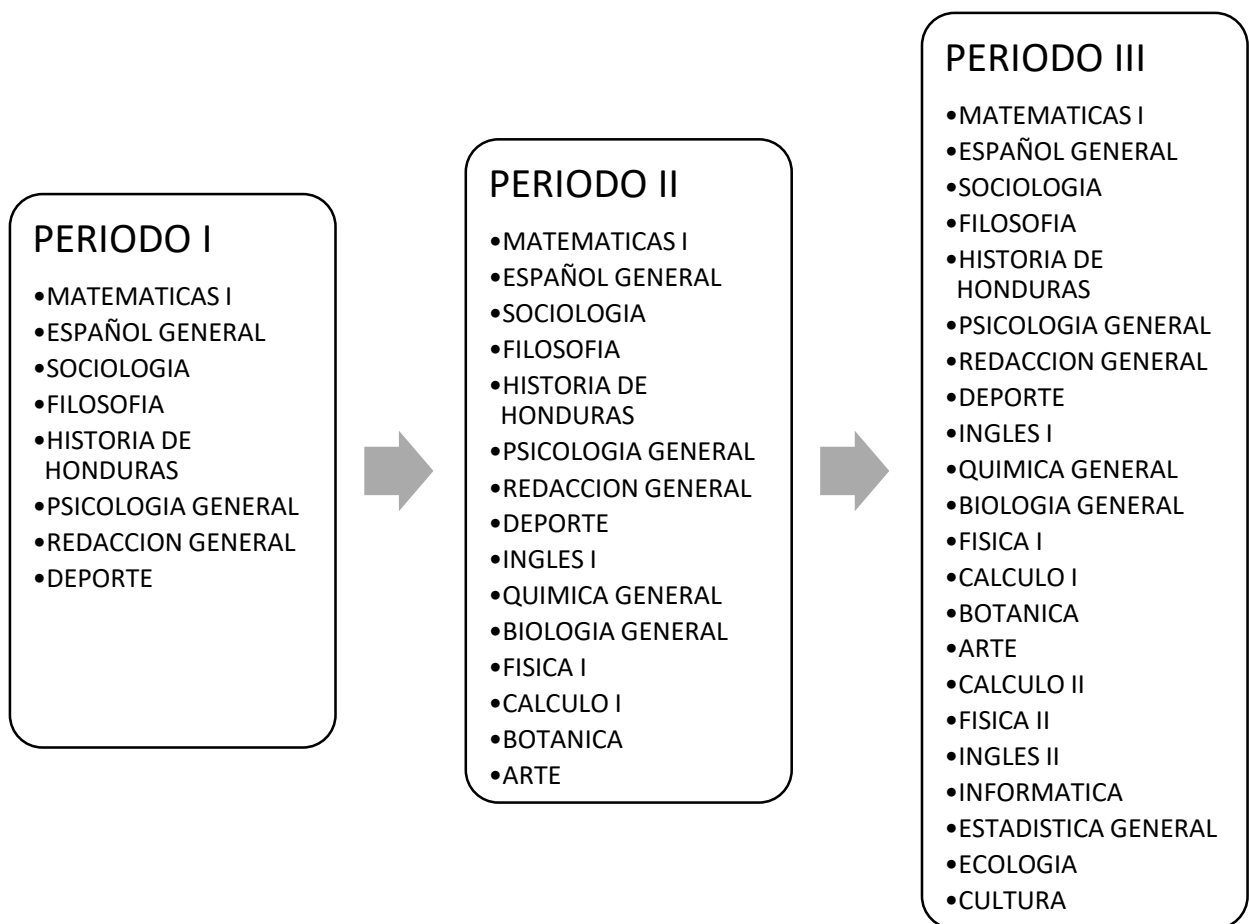 PERIODO I
•MATEMATICAS I
•ESPAÑOL GENERAL
•SOCIOLOGIA
•FILOSOFIA
•HISTORIA DE
HONDURAS
•PSICOLOGIA GENERAL
•REDACCION GENERAL
•DEPORTE
PERIODO II
•MATEMATICAS I
•ESPAÑOL GENERAL
•SOCIOLOGIA
•FILOSOFIA
•HISTORIA DE
HONDURAS
•PSICOLOGIA GENERAL
•REDACCION GENERAL
•DEPORTE
•INGLES I
•QUIMICA GENERAL
•BIOLOGIA GENERAL
•FISICA I
•CALCULO I
•BOTANICA
•ARTE
PERIODO III
•MATEMATICAS I
•ESPAÑOL GENERAL
•SOCIOLOGIA
•FILOSOFIA
•HISTORIA DE
HONDURAS
•PSICOLOGIA GENERAL
•REDACCION GENERAL
•DEPORTE
•INGLES I
•QUIMICA GENERAL
•BIOLOGIA GENERAL
•FISICA I
•CALCULO I
•BOTANICA
•ARTE
•CALCULO II
•FISICA II
•INGLES II
•INFORMATICA
•ESTADISTICA GENERAL
•ECOLOGIA
•CULTURA